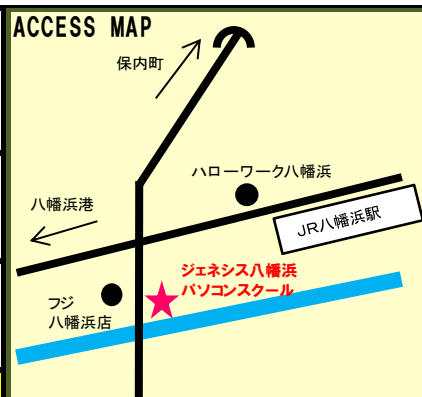 ACCESS MAP
保内町
ハローワーク八幡浜
八幡浜港
JR八幡浜駅
ジェネシス八幡浜
パソコンスクール
フジ
八幡浜店